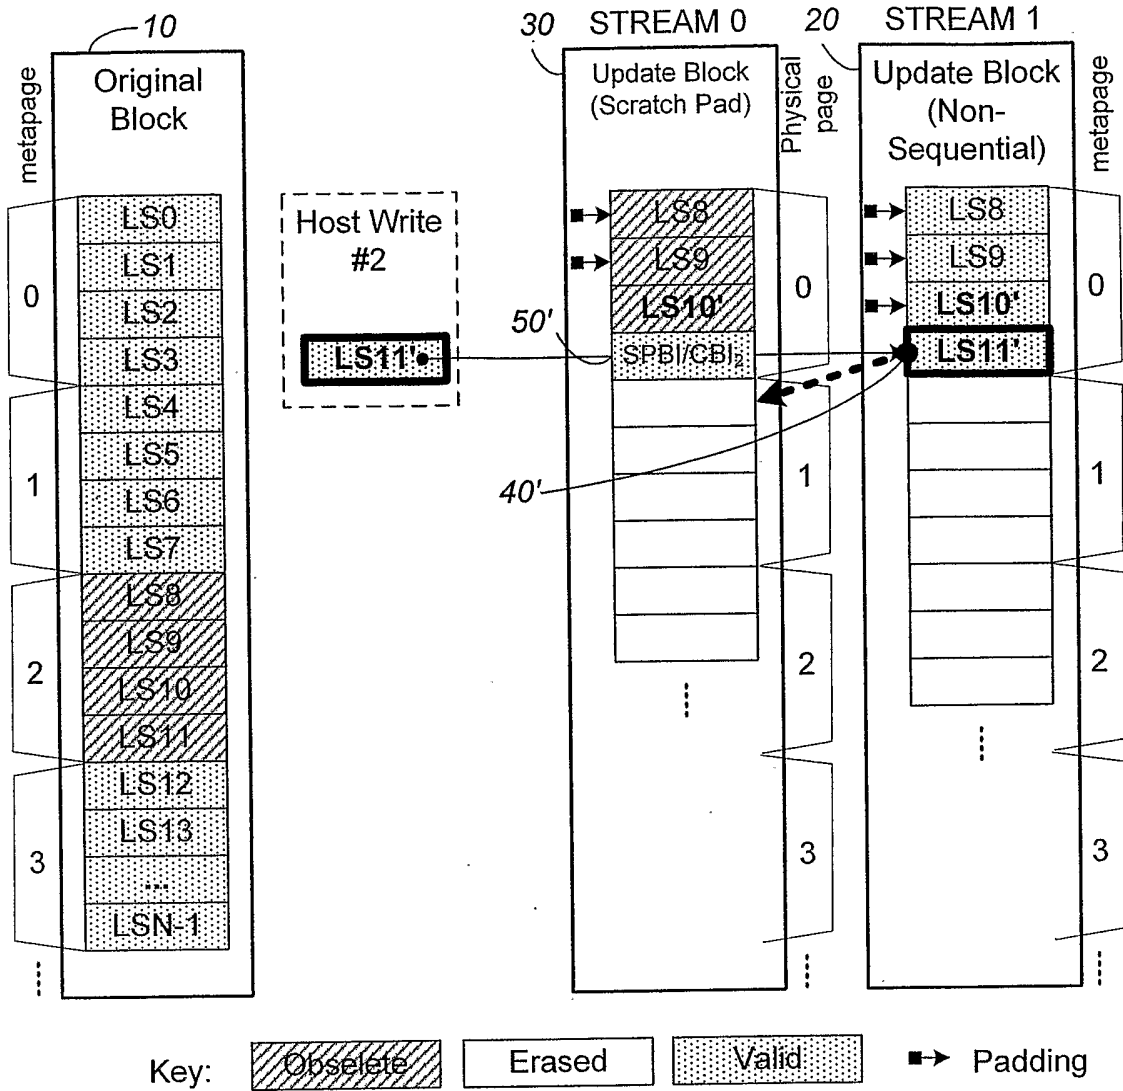 10
metapage
Original
Block
LS0
LS1
LS2
LS3
LS4
LS5
LS6
LS7
LS8
LS9
LS10
LS11
LS12
LS13
...
LSN-1
0
1
2
3
Host Write
#2
LS11'
30
STREAM 0
Update Block
(Scratch Pad)
Physical
page
LS8
LS9
LS10'
50'
SPBI/CBI₂
40'
0
1
2
3
20
STREAM 1
Update Block
(Non-
Sequential)
metapage
LS8
LS9
LS10'
LS11'
0
1
2
3
Key:
Obselete
Erased
Valid
Padding